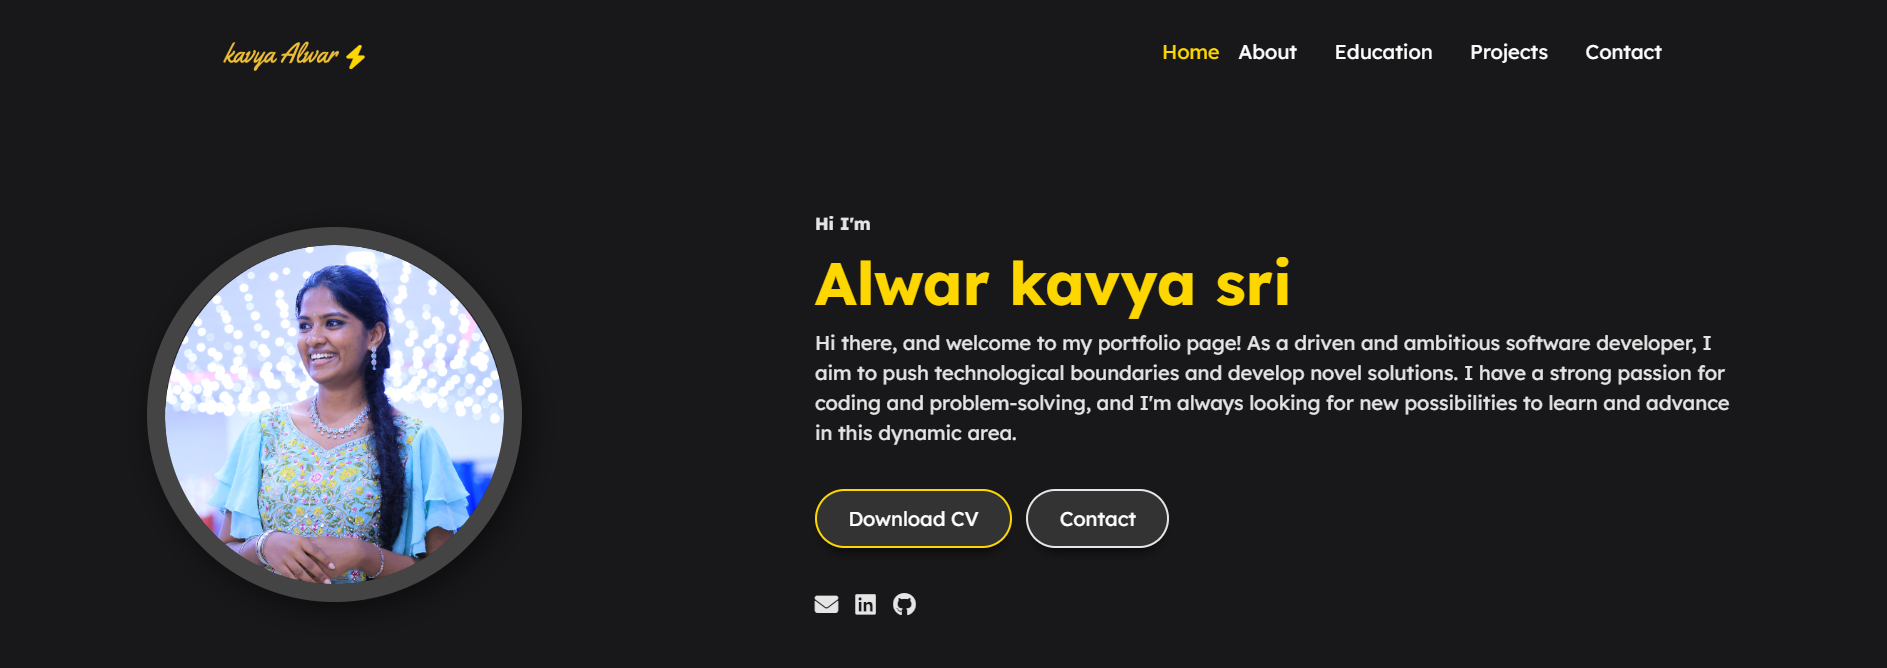 kavya Alwar
Home About Education Projects Contact
Hi I'm
Alwar kavya sri
Hi there, and welcome to my portfolio page! As a driven and ambitious software developer, I
aim to push technological boundaries and develop novel solutions. I have a strong passion for
coding and problem-solving, and I'm always looking for new possibilities to learn and advance
in this dynamic area.
Download CV Contact
in